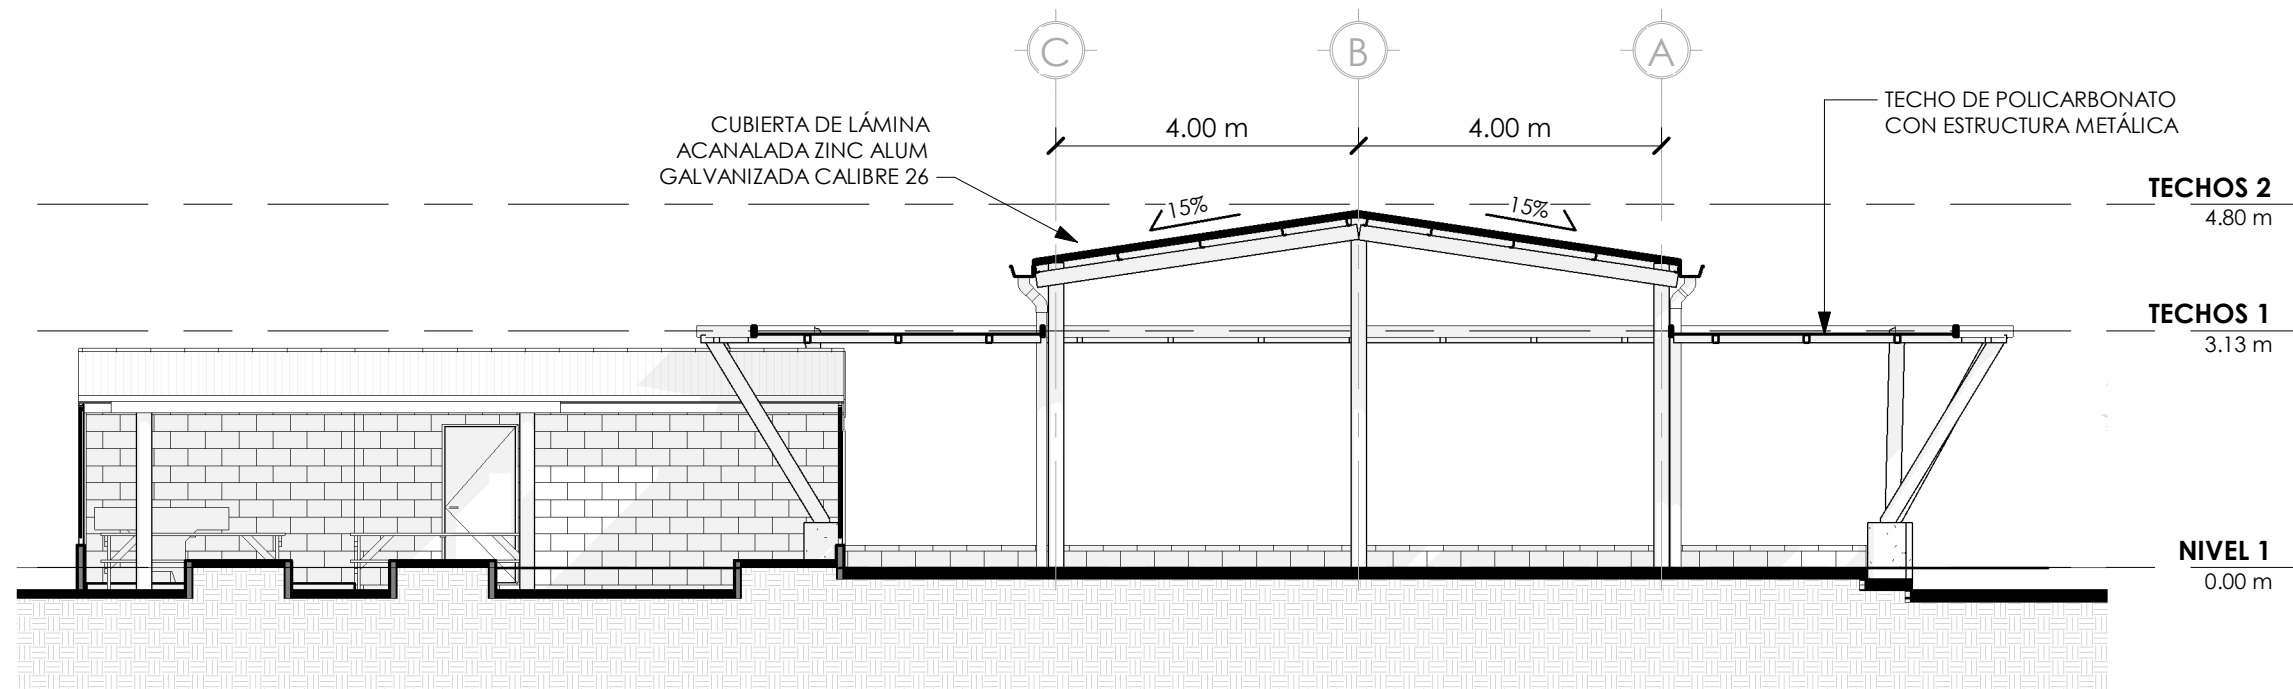 C
B
A
4.00 m
4.00 m
CUBIERTA DE LÁMINA
ACANALADA ZINC ALUM
GALVANIZADA CALIBRE 26
TECHO DE POLICARBONATO
CON ESTRUCTURA METÁLICA
15%
15%
TECHOS 2
4.80 m
TECHOS 1
3.13 m
NIVEL 1
0.00 m